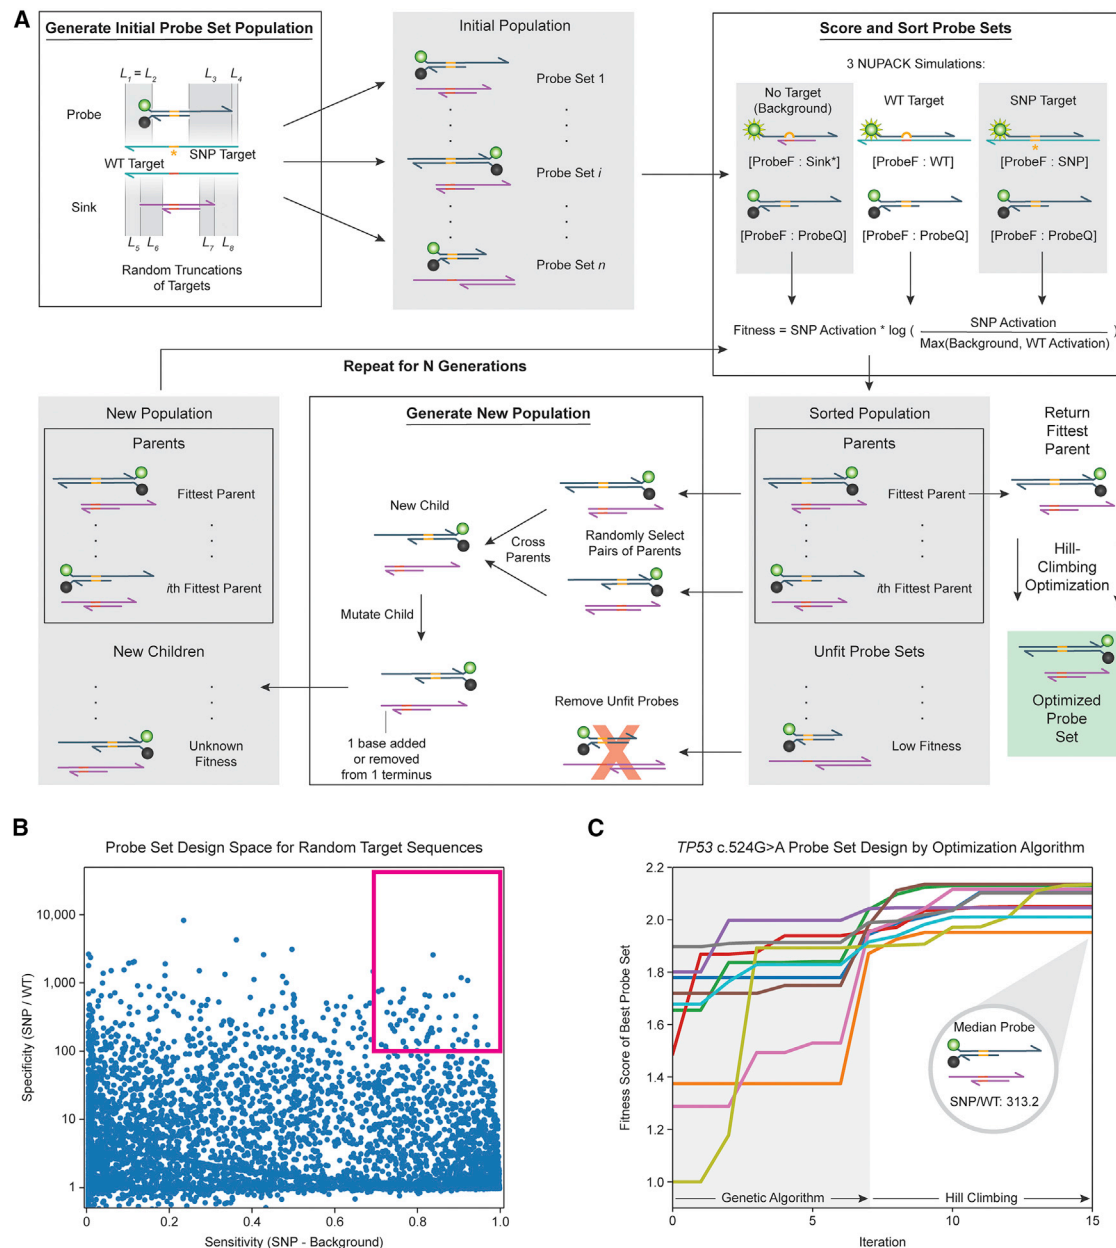 A
Generate Initial Probe Set Population
L1 = L2
L3
L4
Probe
WT Target
SNP Target
*
Sink
L5
L6
L7
L8
Random Truncations
of Targets
Initial Population
Probe Set 1
Probe Set i
Probe Set n
Score and Sort Probe Sets
3 NUPACK Simulations:
No Target
(Background)
WT Target
SNP Target
*
[ProbeF : Sink*]
[ProbeF : WT]
[ProbeF : SNP]
[ProbeF : ProbeQ]
[ProbeF : ProbeQ]
[ProbeF : ProbeQ]
Fitness = SNP Activation * log ( SNP Activation )
Max(Background, WT Activation)
Repeat for N Generations
New Population
Parents
Fittest Parent
ith Fittest Parent
New Children
Unknown
Fitness
Generate New Population
New Child
Cross
Parents
Randomly Select
Pairs of Parents
Mutate Child
1 base added
or removed
from 1 terminus
Remove Unfit Probes
Sorted Population
Parents
Fittest Parent
ith Fittest Parent
Unfit Probe Sets
Low Fitness
Return
Fittest
Parent
Hill-
Climbing
Optimization
Optimized
Probe
Set
B
Probe Set Design Space for Random Target Sequences
Specificity (SNP / WT)
10,000
1,000
100
10
1
0
0.2
0.4
0.6
0.8
1.0
Sensitivity (SNP - Background)
C
TP53 c.524G>A Probe Set Design by Optimization Algorithm
Fitness Score of Best Probe Set
2.2
2.0
1.8
1.6
1.4
1.2
1.0
Median Probe
SNP/WT: 313.2
Genetic Algorithm
Hill Climbing
0
5
10
15
Iteration